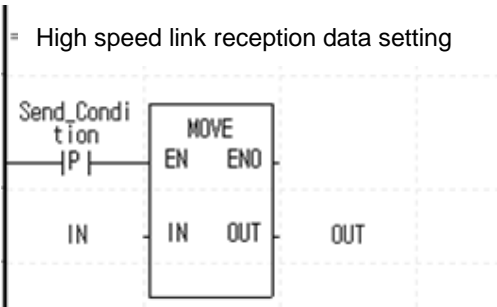 = High speed link reception data setting
Send_Condi
tion
P
MOVE
EN ENO
IN IN OUT OUT